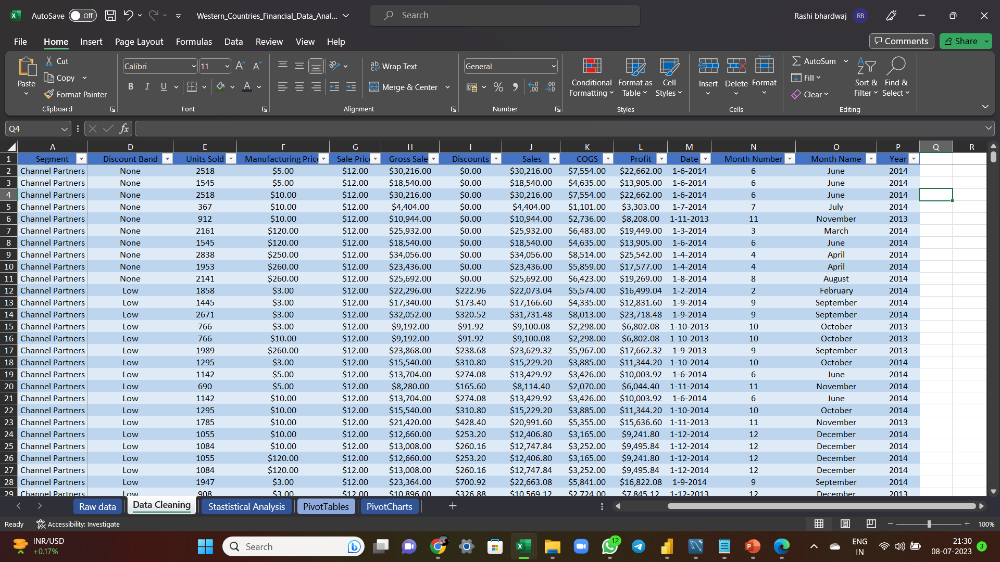 AutoSave Off Western_Countries_Financial_Data_Anal... Search Rashi bhardwaj RB
File Home Insert Page Layout Formulas Data Review View Help Comments Share
Paste Cut Copy Format Painter Clipboard
Calibri 11 B I U A Font
Wrap Text Merge & Center Alignment
General % Number
Conditional Formatting Format as Table Cell Styles Styles
Insert Delete Format Cells
AutoSum Fill Clear Sort & Filter Find & Select Editing
Q4 fx
A D E F G H I J K L M N O P Q R
1 Segment Discount Band Units Sold Manufacturing Price Sale Pric Gross Sale Discounts Sales COGS Profit Date Month Number Month Name Year
2 Channel Partners None 2518 $5.00 $12.00 $30,216.00 $0.00 $30,216.00 $7,554.00 $22,662.00 1-6-2014 6 June 2014
3 Channel Partners None 1545 $5.00 $12.00 $18,540.00 $0.00 $18,540.00 $4,635.00 $13,905.00 1-6-2014 6 June 2014
4 Channel Partners None 2518 $10.00 $12.00 $30,216.00 $0.00 $30,216.00 $7,554.00 $22,662.00 1-6-2014 6 June 2014
5 Channel Partners None 367 $10.00 $12.00 $4,404.00 $0.00 $4,404.00 $1,101.00 $3,303.00 1-7-2014 7 July 2014
6 Channel Partners None 912 $10.00 $12.00 $10,944.00 $0.00 $10,944.00 $2,736.00 $8,208.00 1-11-2013 11 November 2013
7 Channel Partners None 2161 $120.00 $12.00 $25,932.00 $0.00 $25,932.00 $6,483.00 $19,449.00 1-3-2014 3 March 2014
8 Channel Partners None 1545 $120.00 $12.00 $18,540.00 $0.00 $18,540.00 $4,635.00 $13,905.00 1-6-2014 6 June 2014
9 Channel Partners None 2838 $250.00 $12.00 $34,056.00 $0.00 $34,056.00 $8,514.00 $25,542.00 1-4-2014 4 April 2014
10 Channel Partners None 1953 $260.00 $12.00 $23,436.00 $0.00 $23,436.00 $5,859.00 $17,577.00 1-4-2014 4 April 2014
11 Channel Partners None 2141 $260.00 $12.00 $25,692.00 $0.00 $25,692.00 $6,423.00 $19,269.00 1-8-2014 8 August 2014
12 Channel Partners Low 1858 $3.00 $12.00 $22,296.00 $222.96 $22,073.04 $5,574.00 $16,499.04 1-2-2014 2 February 2014
13 Channel Partners Low 1445 $3.00 $12.00 $17,340.00 $173.40 $17,166.60 $4,335.00 $12,831.60 1-9-2014 9 September 2014
14 Channel Partners Low 2671 $3.00 $12.00 $32,052.00 $320.52 $31,731.48 $8,013.00 $23,718.48 1-9-2014 9 September 2014
15 Channel Partners Low 766 $3.00 $12.00 $9,192.00 $91.92 $9,100.08 $2,298.00 $6,802.08 1-10-2013 10 October 2013
16 Channel Partners Low 766 $10.00 $12.00 $9,192.00 $91.92 $9,100.08 $2,298.00 $6,802.08 1-10-2013 10 October 2013
17 Channel Partners Low 1989 $260.00 $12.00 $23,868.00 $238.68 $23,629.32 $5,967.00 $17,662.32 1-9-2013 9 September 2013
18 Channel Partners Low 1295 $3.00 $12.00 $15,540.00 $310.80 $15,229.20 $3,885.00 $11,344.20 1-10-2014 10 October 2014
19 Channel Partners Low 1142 $5.00 $12.00 $13,704.00 $274.08 $13,429.92 $3,426.00 $10,003.92 1-6-2014 6 June 2014
20 Channel Partners Low 690 $5.00 $12.00 $8,280.00 $165.60 $8,114.40 $2,070.00 $6,044.40 1-11-2014 11 November 2014
21 Channel Partners Low 1142 $10.00 $12.00 $13,704.00 $274.08 $13,429.92 $3,426.00 $10,003.92 1-6-2014 6 June 2014
22 Channel Partners Low 1295 $10.00 $12.00 $15,540.00 $310.80 $15,229.20 $3,885.00 $11,344.20 1-10-2014 10 October 2014
23 Channel Partners Low 1785 $10.00 $12.00 $21,420.00 $428.40 $20,991.60 $5,355.00 $15,636.60 1-11-2013 11 November 2013
24 Channel Partners Low 1055 $10.00 $12.00 $12,660.00 $253.20 $12,406.80 $3,165.00 $9,241.80 1-12-2014 12 December 2014
25 Channel Partners Low 1084 $10.00 $12.00 $13,008.00 $260.16 $12,747.84 $3,252.00 $9,495.84 1-12-2014 12 December 2014
26 Channel Partners Low 1055 $120.00 $12.00 $12,660.00 $253.20 $12,406.80 $3,165.00 $9,241.80 1-12-2014 12 December 2014
27 Channel Partners Low 1084 $120.00 $12.00 $13,008.00 $260.16 $12,747.84 $3,252.00 $9,495.84 1-12-2014 12 December 2014
28 Channel Partners Low 1947 $3.00 $12.00 $23,364.00 $700.92 $22,663.08 $5,841.00 $16,822.08 1-9-2014 9 September 2014
29 Channel Partners Low 908 $3.00 $12.00 $10,896.00 $326.88 $10,569.12 $2,724.00 $7,845.12 1-12-2013 12 December 2013
Raw data Data Cleaning Stastistical Analysis PivotTables PivotCharts
Ready Accessibility: Investigate 100%
INR/USD +0.17% Search 12 ENG IN 21:30 08-07-2023 3